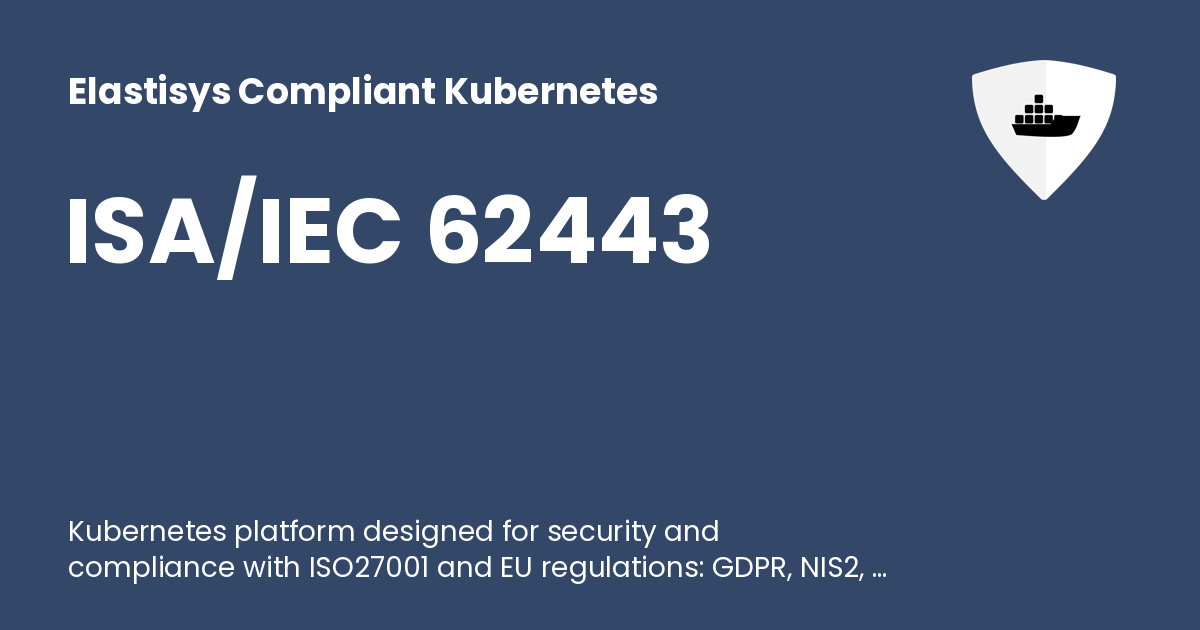 Elastisys Compliant Kubernetes
ISA/IEC 62443
Kubernetes platform designed for security and
compliance with ISO27001 and EU regulations: GDPR, NIS2, ...